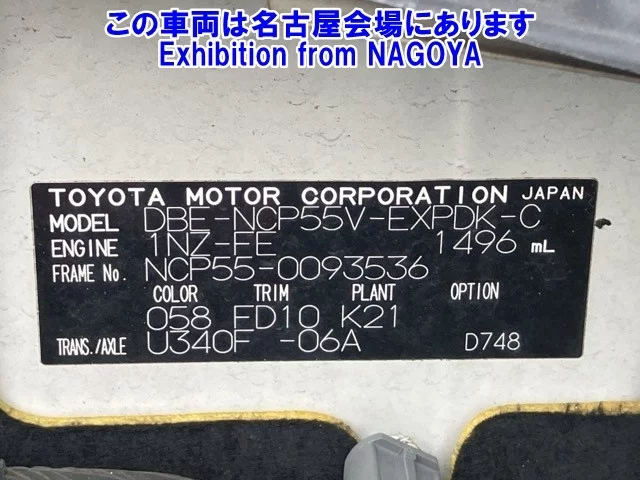 この車両は名古屋会場にあります
Exhibition from NAGOYA
TOYOTA MOTOR CORPORATION JAPAN
MODEL DBE-NCP55V-EXPDK-C
ENGINE 1NZ-FE 1496 mL
FRAME No. NCP55-0093536
COLOR TRIM PLANT OPTION
058 FD10 K21
TRANS./AXLE U340F -06A D748